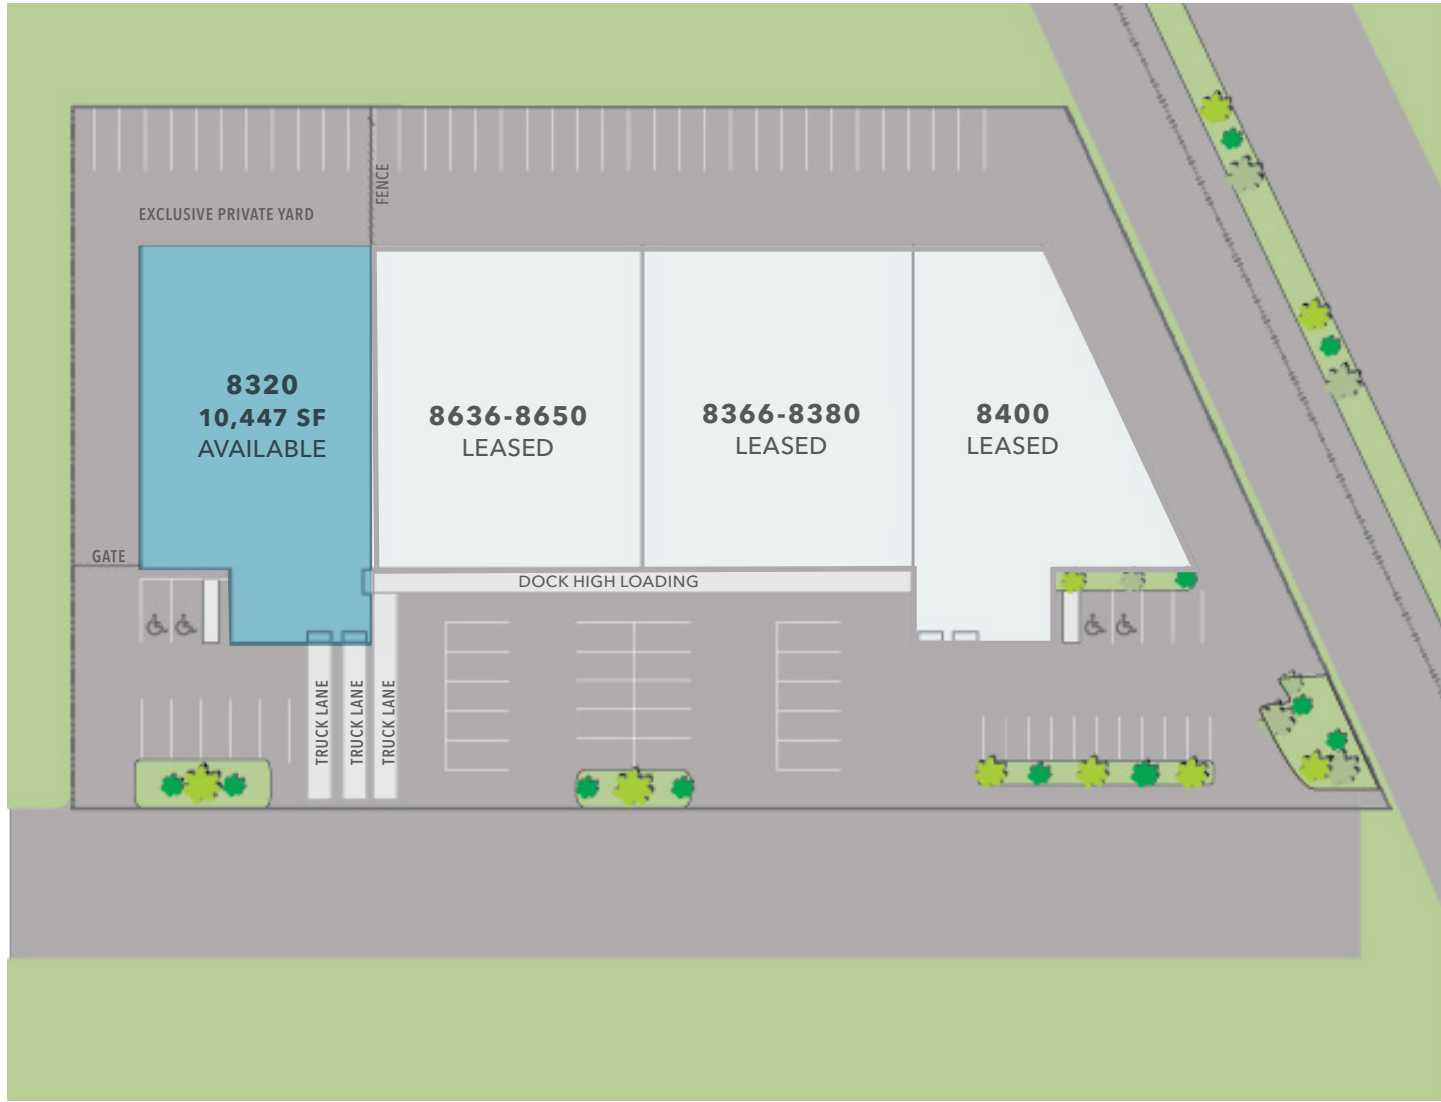 FENCE
EXCLUSIVE PRIVATE YARD
8320
10,447 SF
AVAILABLE
8636-8650
LEASED
8366-8380
LEASED
8400
LEASED
GATE
DOCK HIGH LOADING
TRUCK LANE
TRUCK LANE
TRUCK LANE